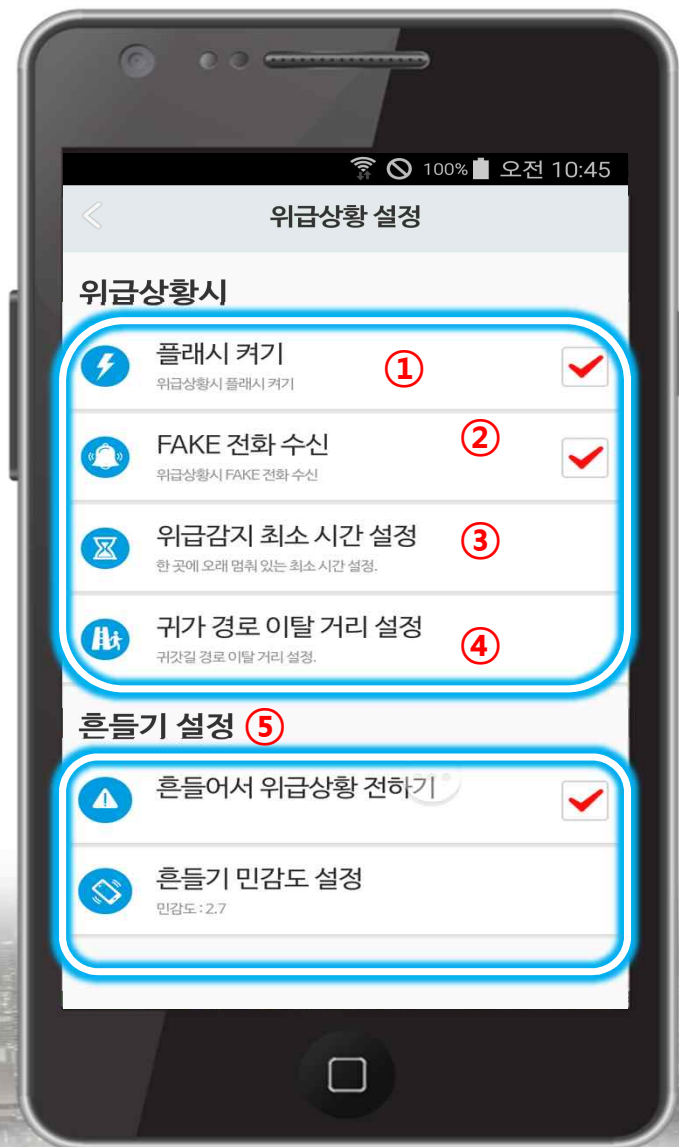 100% 오전 10:45
위급상황 설정
위급상황시
플래시 켜기 ①
위급상황시 플래시 켜기
FAKE 전화 수신 ②
위급상황시 FAKE 전화 수신
위급감지 최소 시간 설정 ③
한 곳에 오래 멈춰 있는 최소 시간 설정.
귀가 경로 이탈 거리 설정 ④
귀갓길 경로 이탈 거리 설정.
흔들기 설정 ⑤
흔들어서 위급상황 전하기
흔들기 민감도 설정
민감도 : 2.7